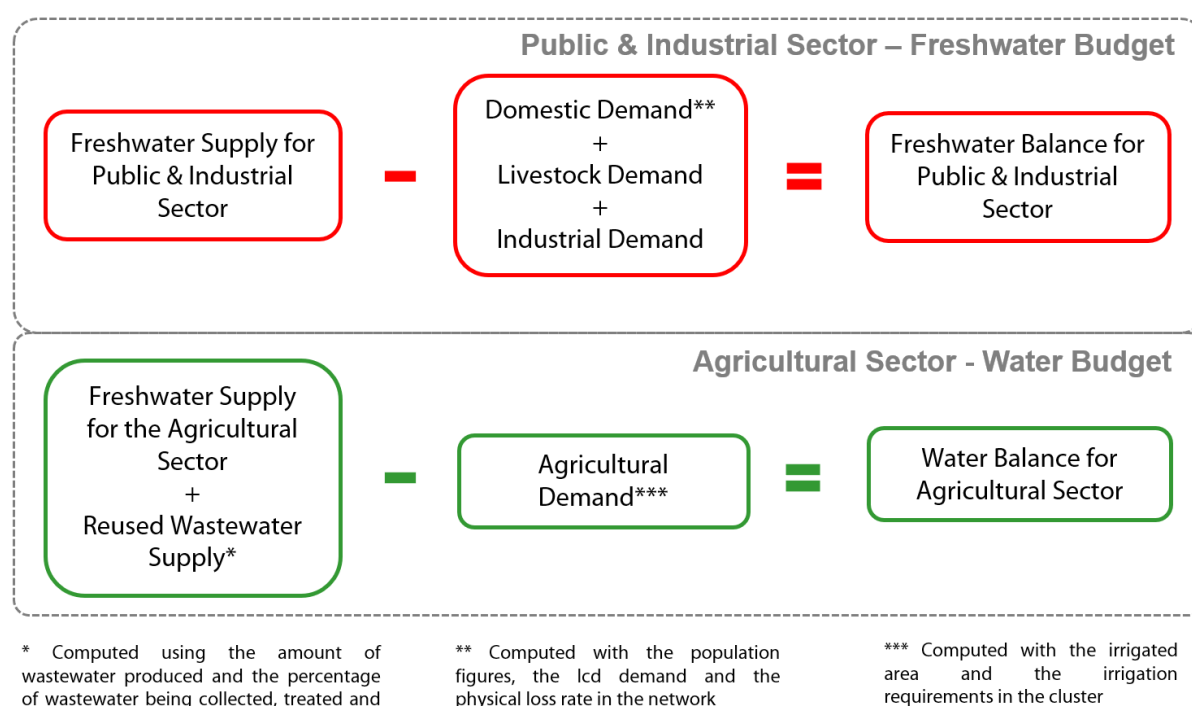 Public & Industrial Sector – Freshwater Budget
Freshwater Supply for
Public & Industrial
Sector
-
Domestic Demand**
+
Livestock Demand
+
Industrial Demand
=
Freshwater Balance for
Public & Industrial
Sector
Agricultural Sector - Water Budget
Freshwater Supply
for the Agricultural
Sector
+
Reused Wastewater
Supply*
-
Agricultural
Demand***
=
Water Balance for
Agricultural Sector
* Computed using the amount of
wastewater produced and the percentage
of wastewater being collected, treated and
** Computed with the population
figures, the lcd demand and the
physical loss rate in the network
*** Computed with the irrigated
area and the irrigation
requirements in the cluster